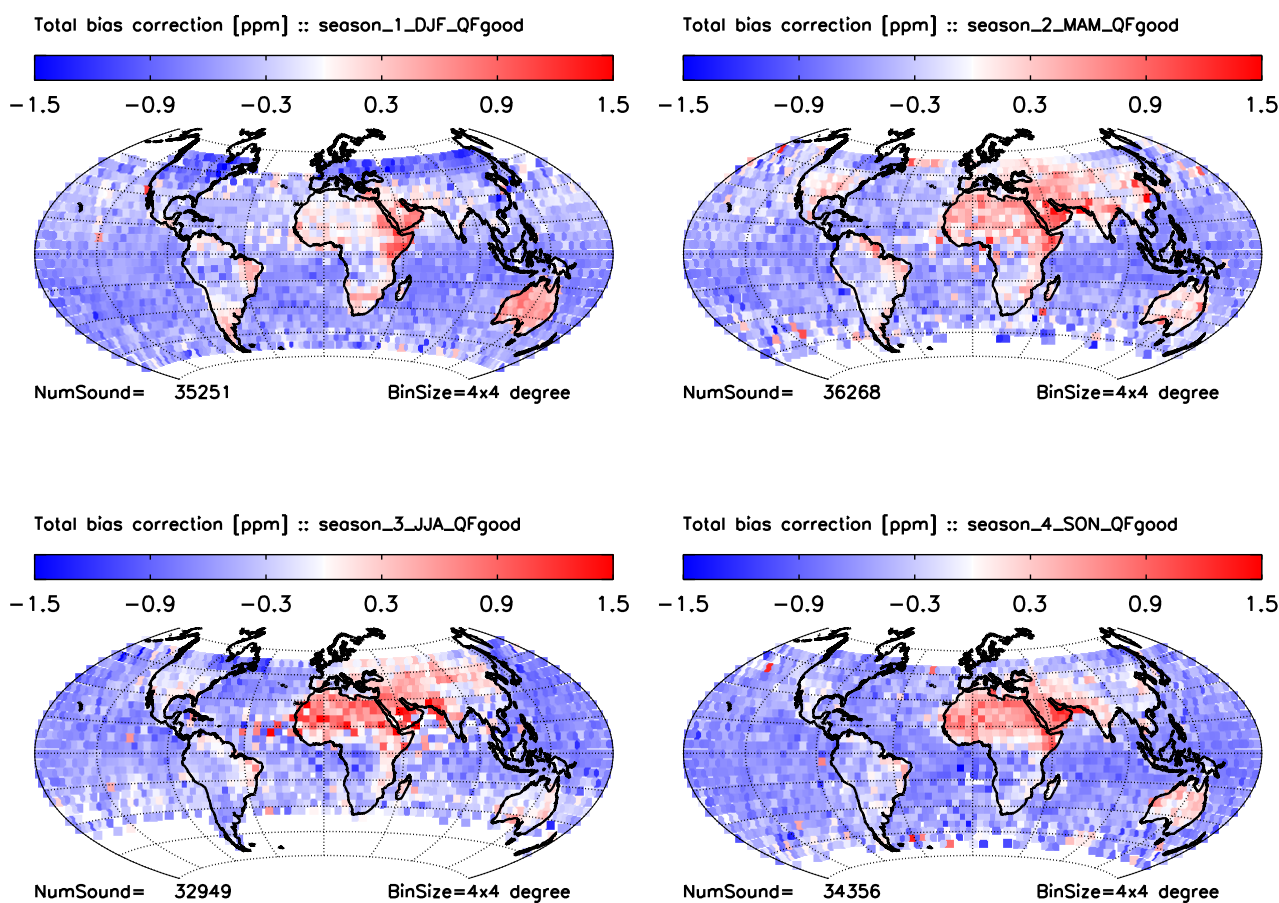 Total bias correction [ppm] :: season_1_DJF_QFgood
−1.5 −0.9 −0.3 0.3 0.9 1.5
NumSound= 35251 BinSize=4x4 degree
Total bias correction [ppm] :: season_2_MAM_QFgood
−1.5 −0.9 −0.3 0.3 0.9 1.5
NumSound= 36268 BinSize=4x4 degree
Total bias correction [ppm] :: season_3_JJA_QFgood
−1.5 −0.9 −0.3 0.3 0.9 1.5
NumSound= 32949 BinSize=4x4 degree
Total bias correction [ppm] :: season_4_SON_QFgood
−1.5 −0.9 −0.3 0.3 0.9 1.5
NumSound= 34356 BinSize=4x4 degree